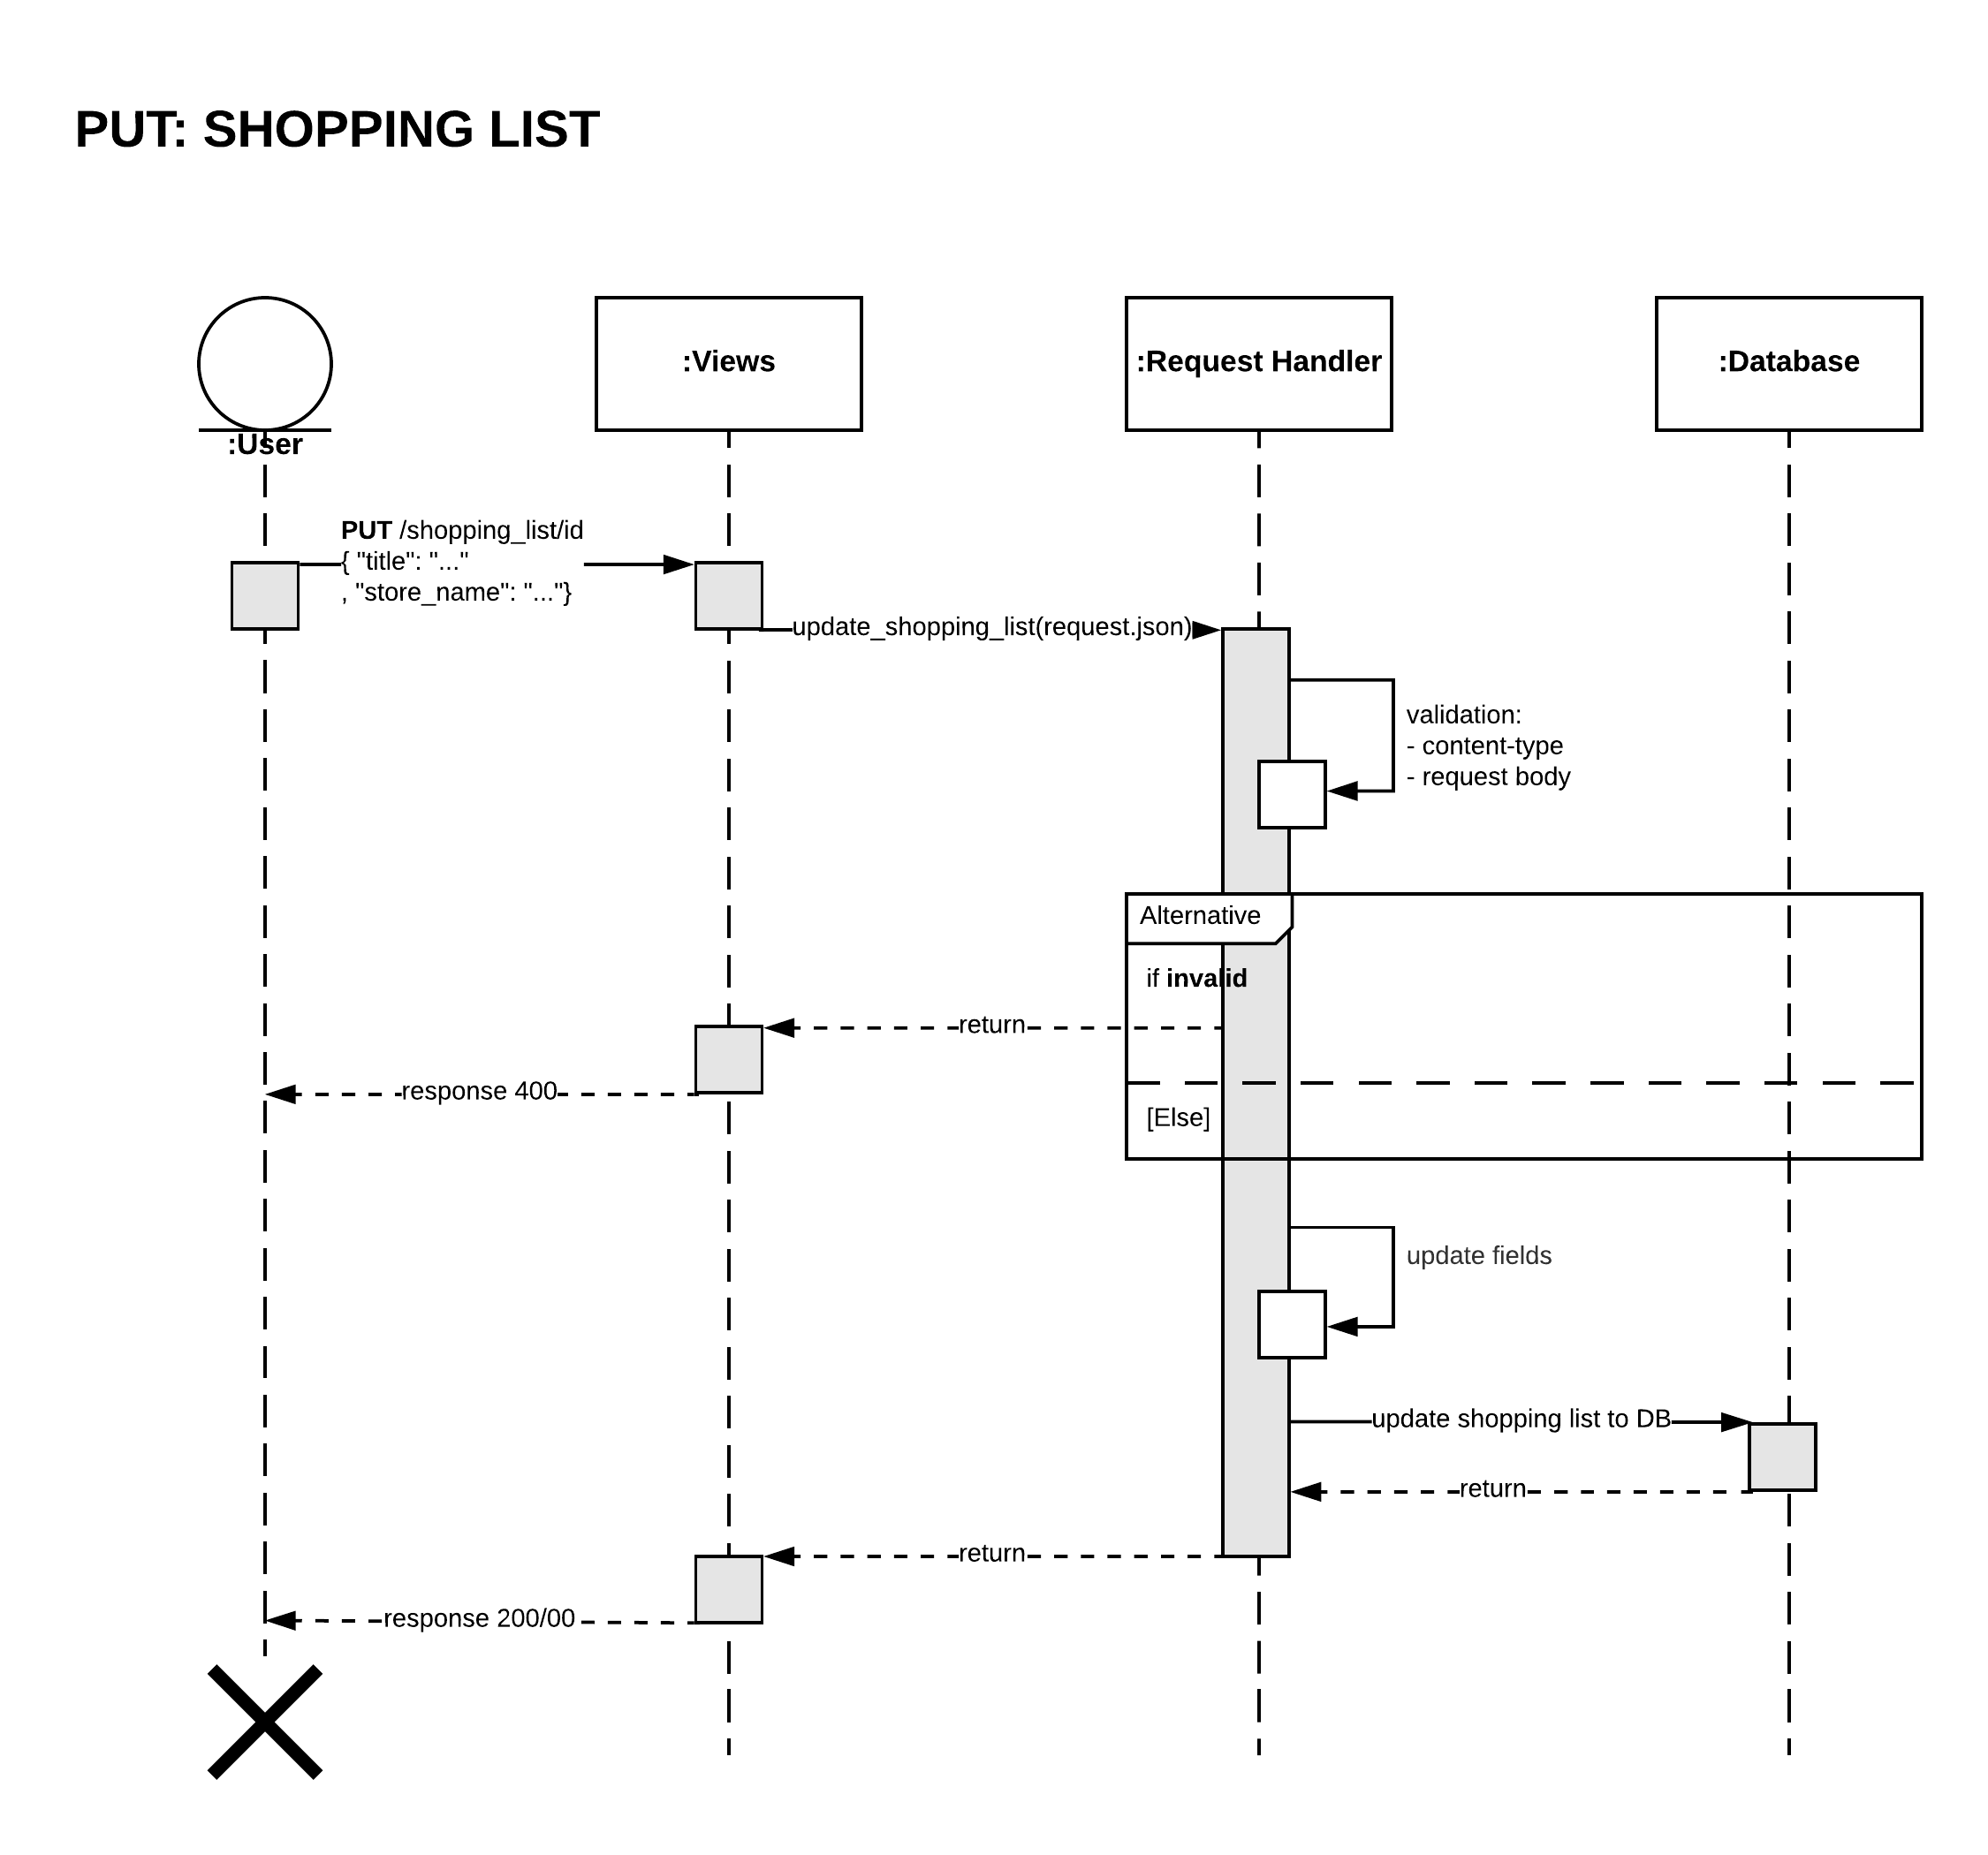 PUT: SHOPPING LIST
:User
:Views
:Request Handler
:Database
PUT /shopping_list/id
{ "title": "..."
, "store_name": "..."}
update_shopping_list(request.json)
validation:
- content-type
- request body
Alternative
if invalid
return
response 400
[Else]
update fields
update shopping list to DB
return
return
response 200/00